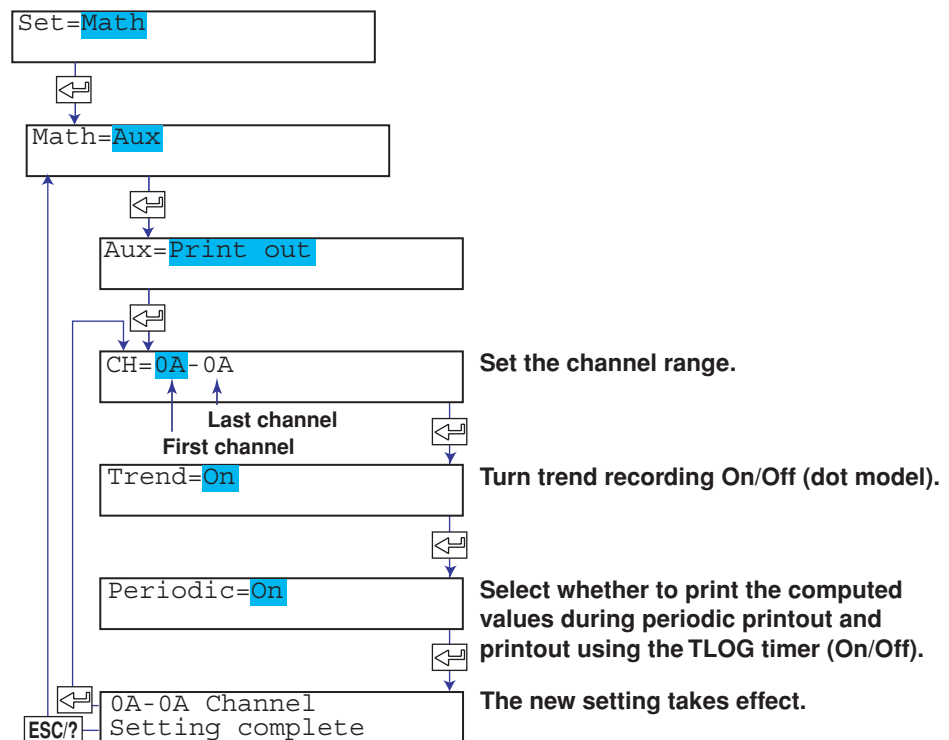 Set=Math
Math=Aux
Aux=Print out
CH=0A-0A
Set the channel range.
Last channel
First channel
Trend=On
Turn trend recording On/Off (dot model).
Periodic=On
Select whether to print the computed
values during periodic printout and
printout using the TLOG timer (On/Off).
0A-0A Channel
Setting complete
The new setting takes effect.
ESC/?